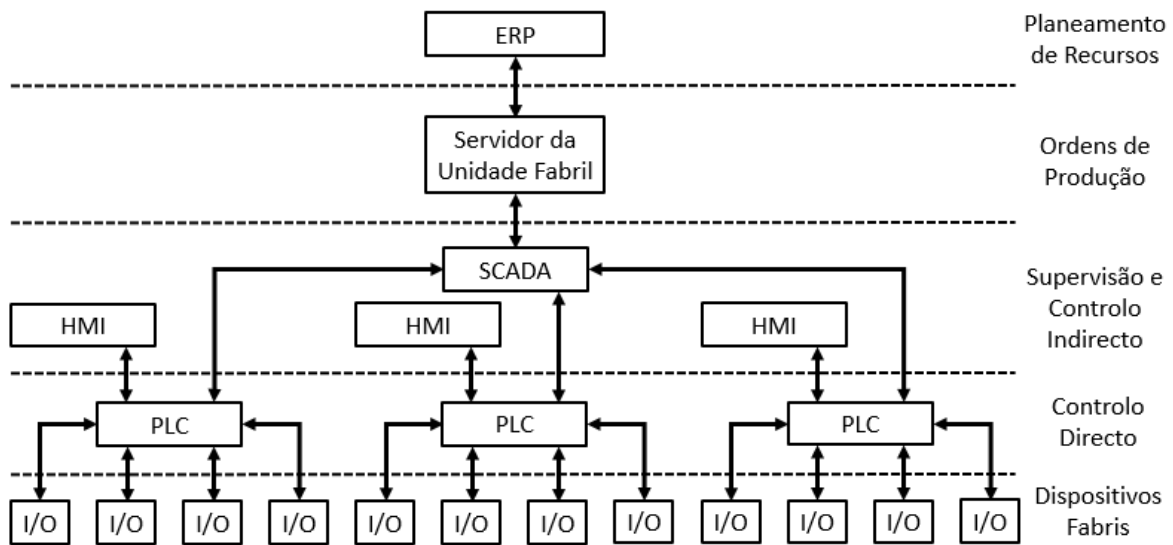 ERP
Planeamento
de Recursos
Servidor da
Unidade Fabril
Ordens de
Produção
SCADA
Supervisão e
Controlo
Indirecto
HMI
HMI
HMI
PLC
PLC
PLC
Controlo
Directo
I/O
I/O
I/O
I/O
I/O
I/O
I/O
I/O
I/O
I/O
I/O
I/O
Dispositivos
Fabris